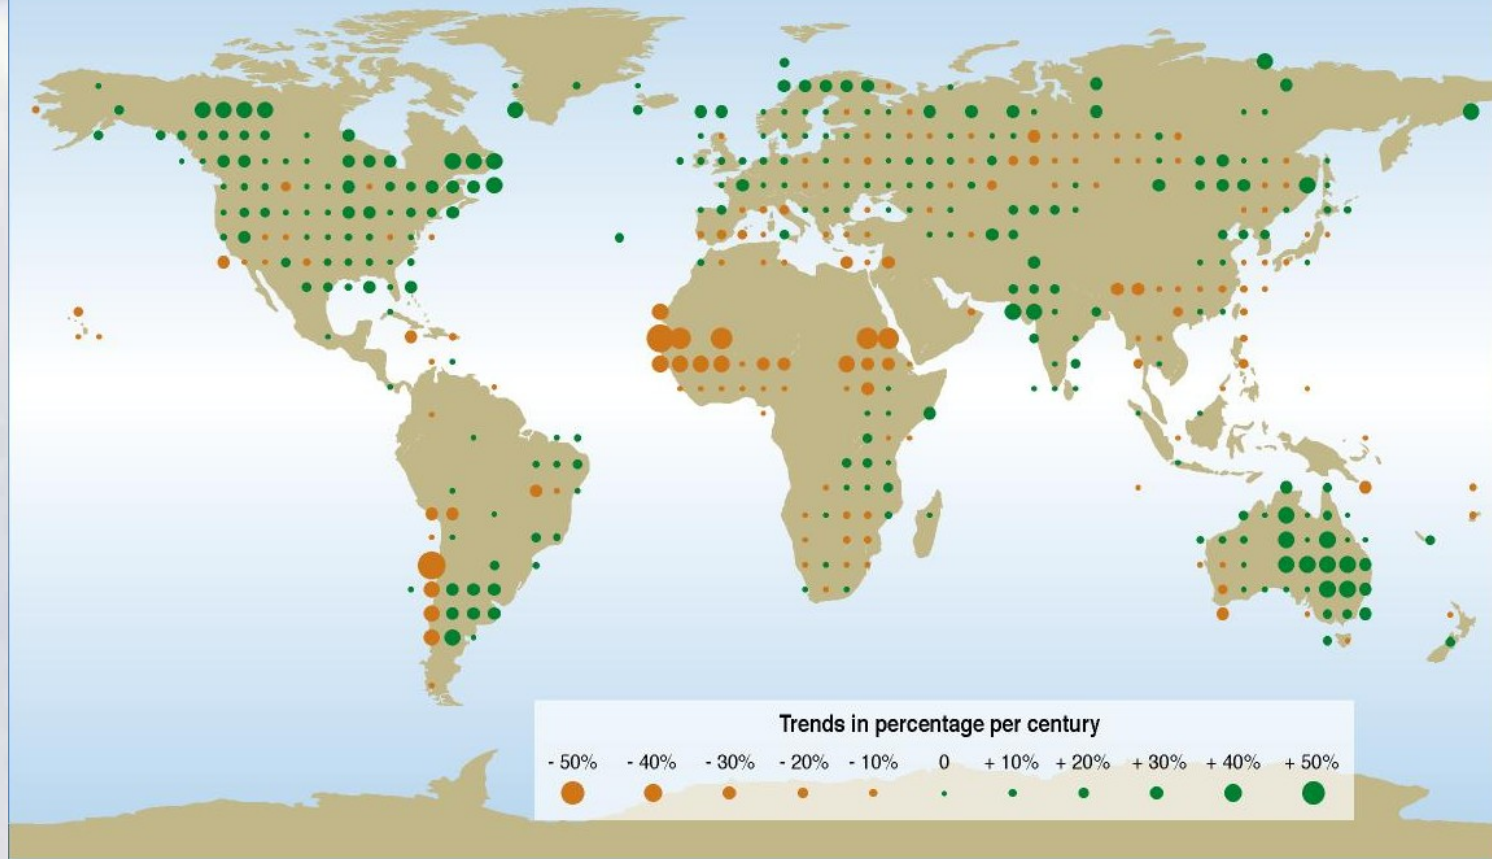 Trends in percentage per century
- 50% - 40% - 30% - 20% - 10% 0 + 10% + 20% + 30% + 40% + 50%